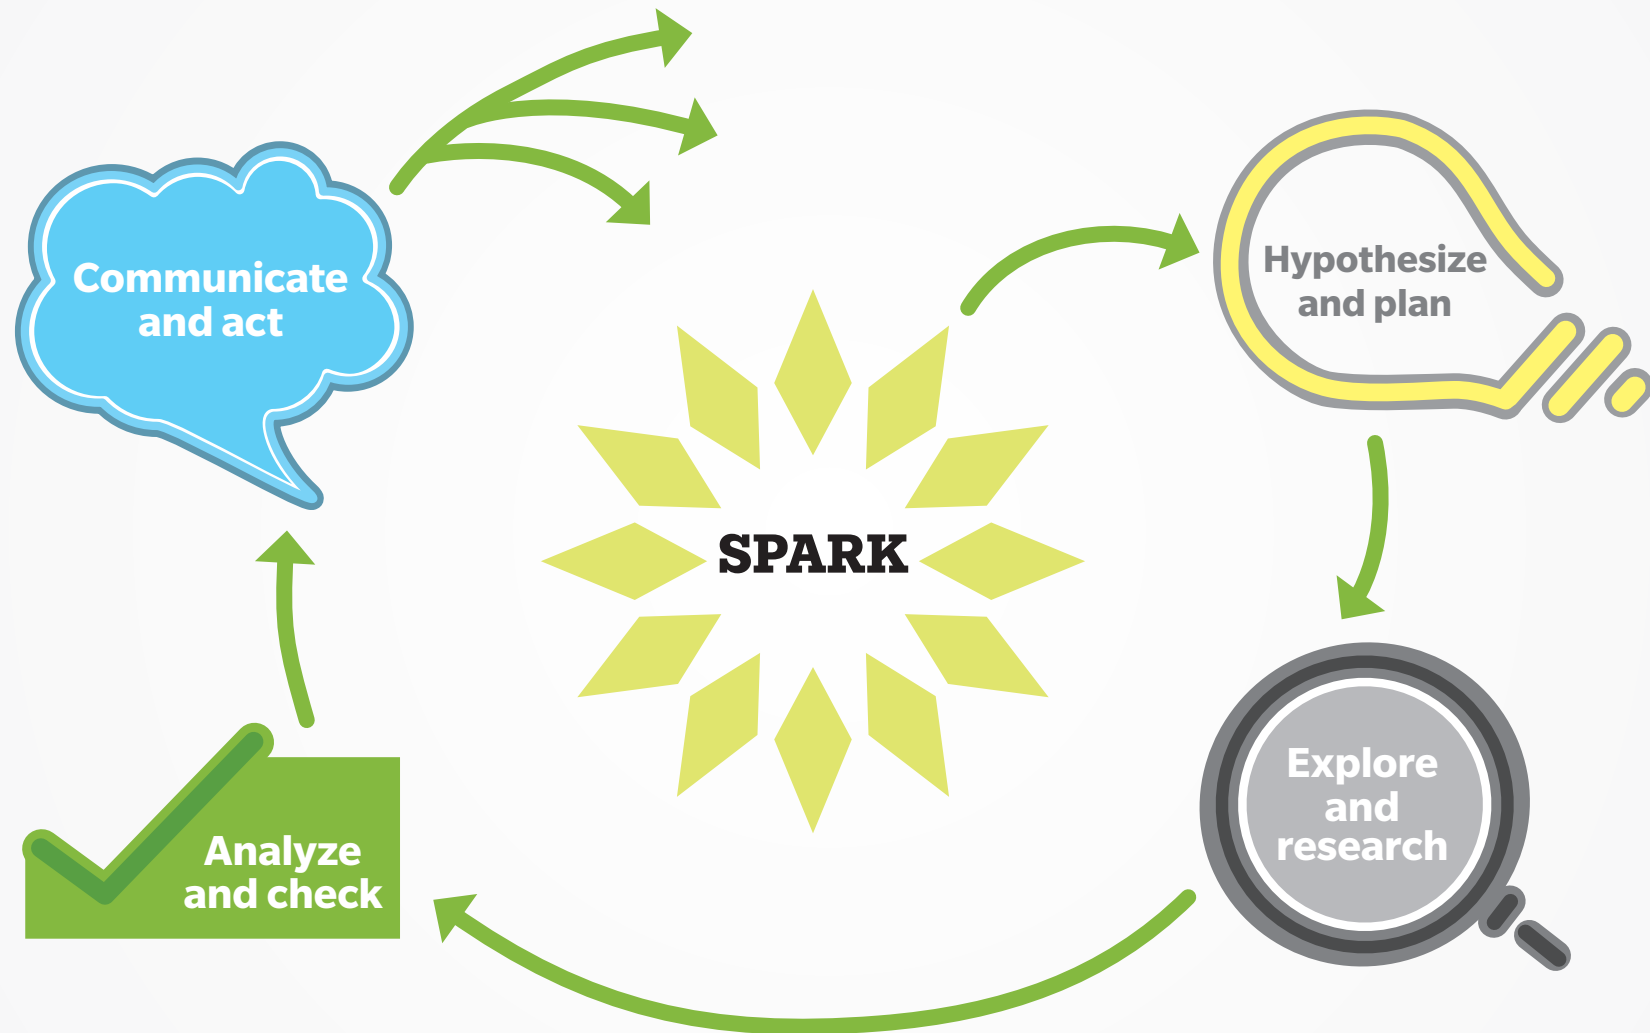 Communicate
and act
Hypothesize
and plan
SPARK
Explore
and
research
Analyze
and check